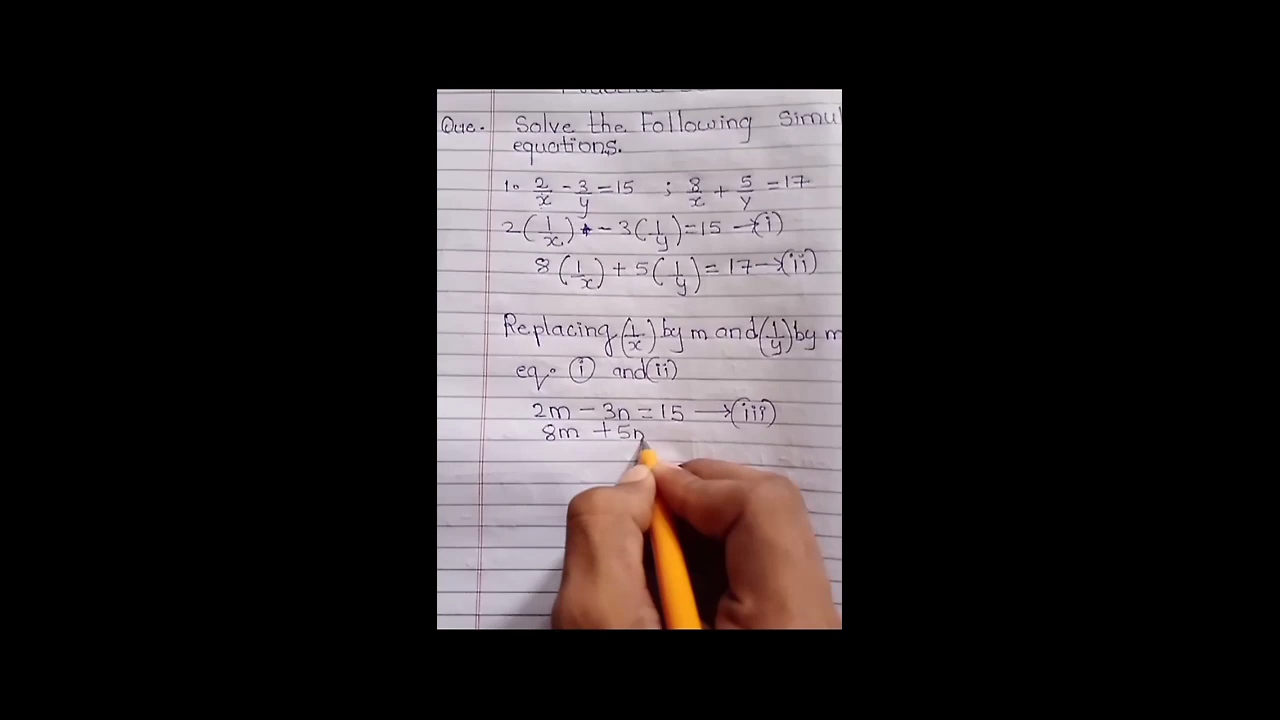 Que. Solve the Following Simul
equations.
1. 2/x - 3/y = 15 ; 8/x + 5/y = 17
2(1/x) - 3(1/y) = 15 → (i)
8(1/x) + 5(1/y) = 17 → (ii)
Replacing (1/x) by m and (1/y) by
eq. (i) and (ii)
2m - 3n = 15 → (iii)
8m + 5n